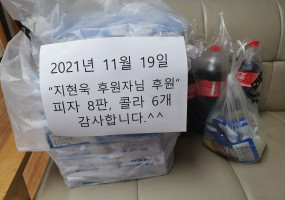 2021년 11월 19일
“지현욱 후원자님 후원”
피자 8판, 콜라 6개
감사합니다.^^